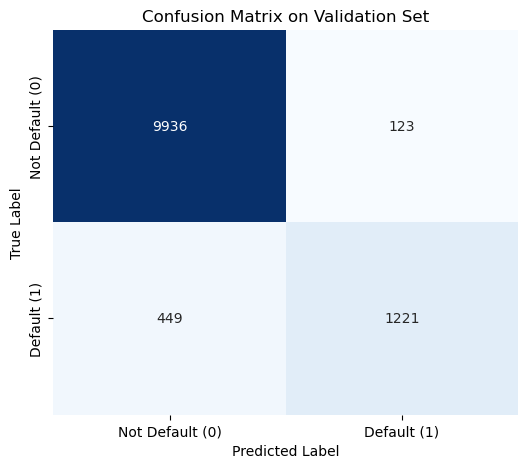 Confusion Matrix on Validation Set
True Label
Not Default (0)
9936
123
Default (1)
449
1221
Not Default (0)
Default (1)
Predicted Label